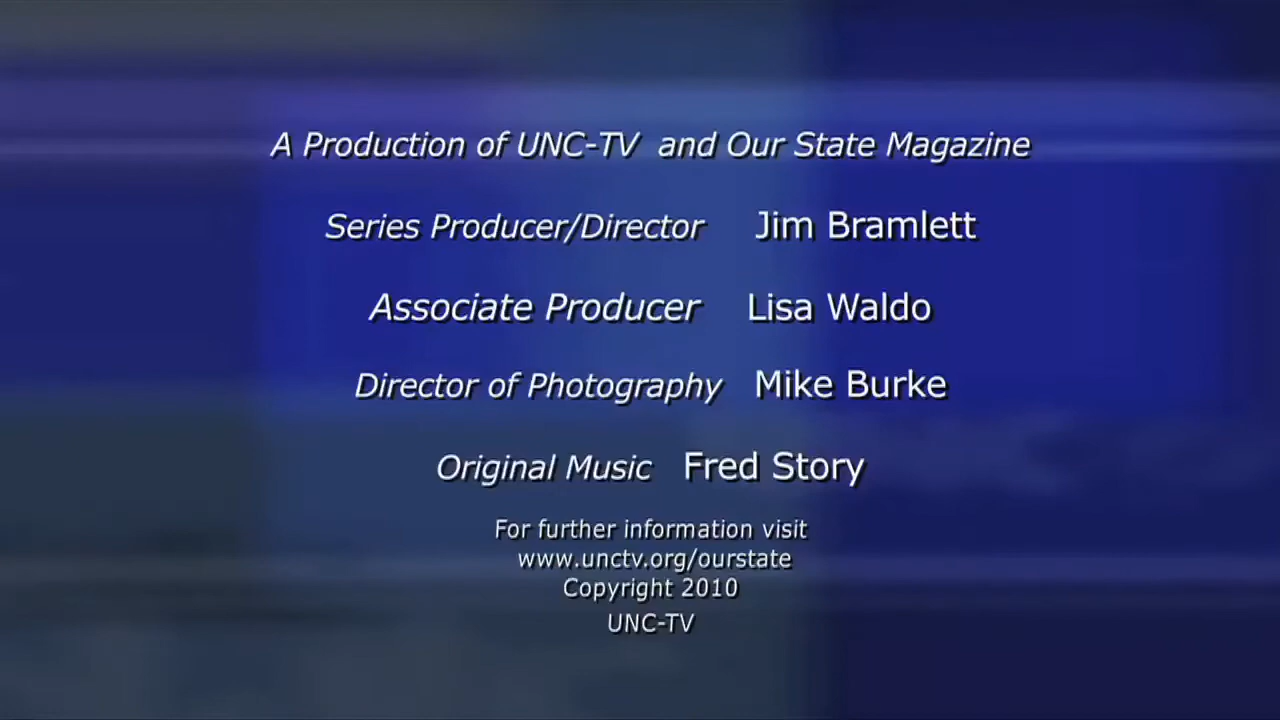 A Production of UNC-TV and Our State Magazine
Series Producer/Director Jim Bramlett
Associate Producer Lisa Waldo
Director of Photography Mike Burke
Original Music Fred Story
For further information visit
www.unctv.org/ourstate
Copyright 2010
UNC-TV